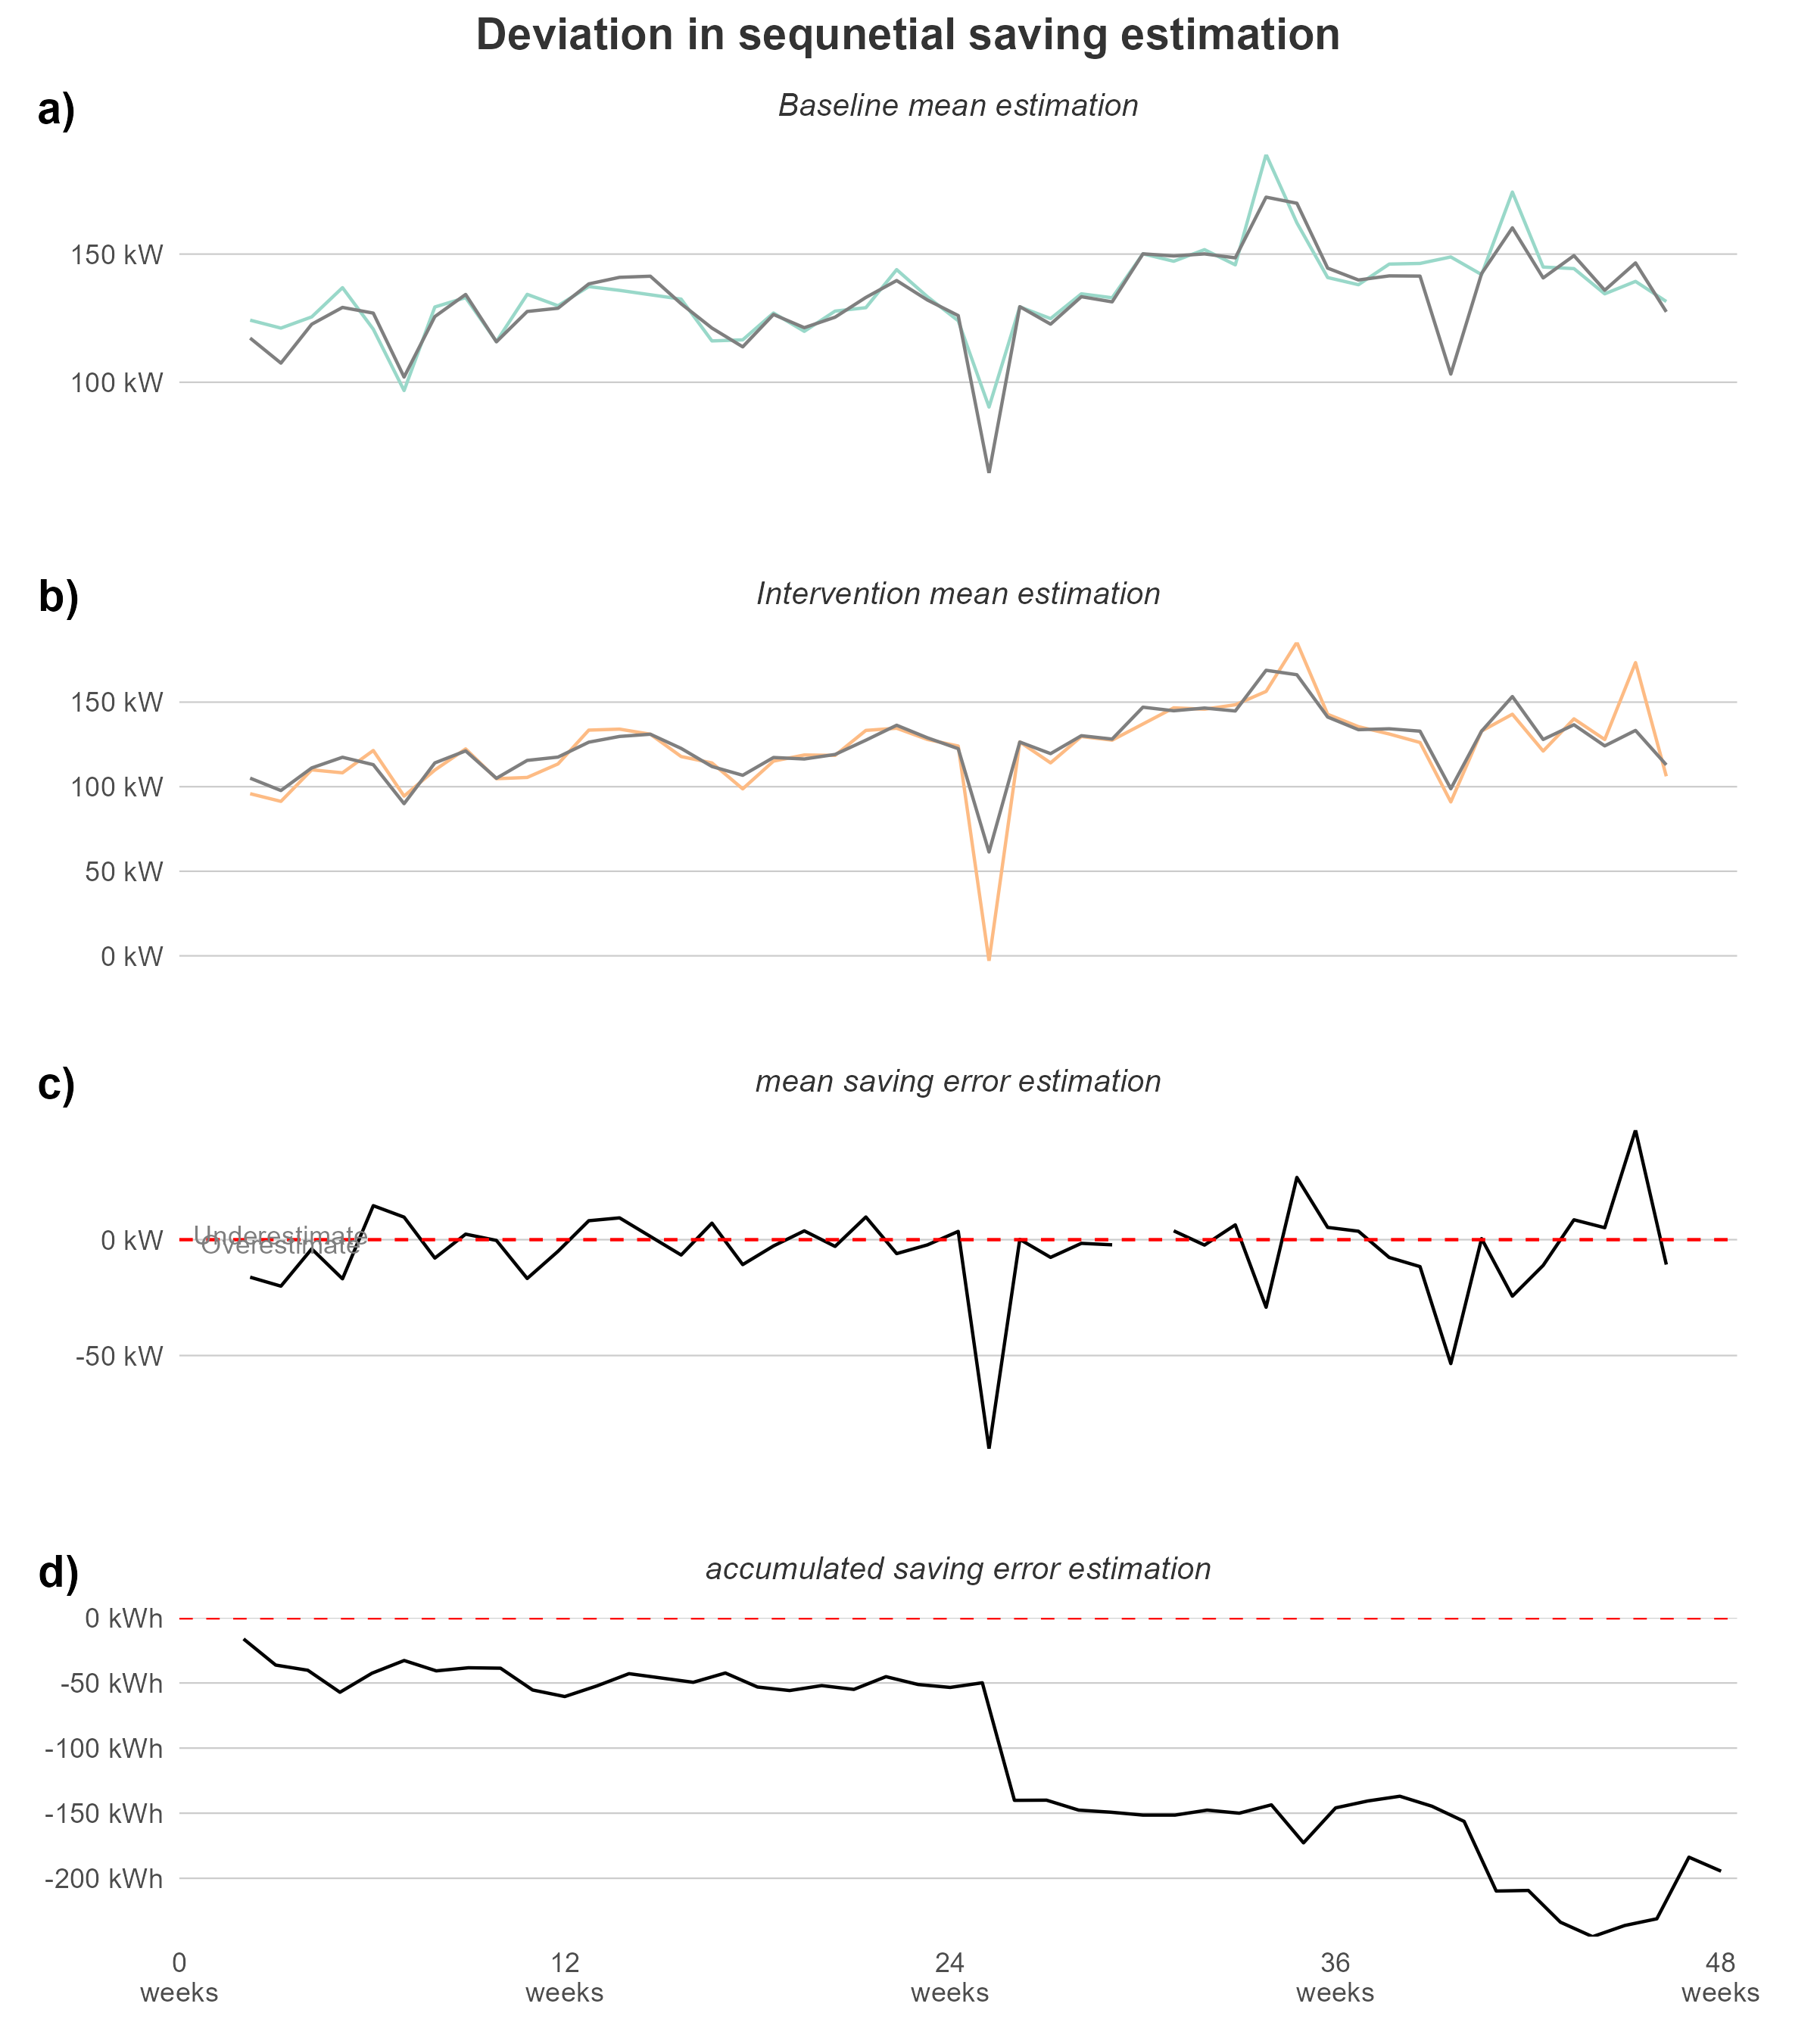 Deviation in sequnetial saving estimation
a)
Baseline mean estimation
150 kW
100 kW
b)
Intervention mean estimation
150 kW
100 kW
50 kW
0 kW
c)
mean saving error estimation
Underestimate
0 kW
Overestimate
-50 kW
d)
accumulated saving error estimation
0 kWh
-50 kWh
-100 kWh
-150 kWh
-200 kWh
0
weeks
12
weeks
24
weeks
36
weeks
48
weeks